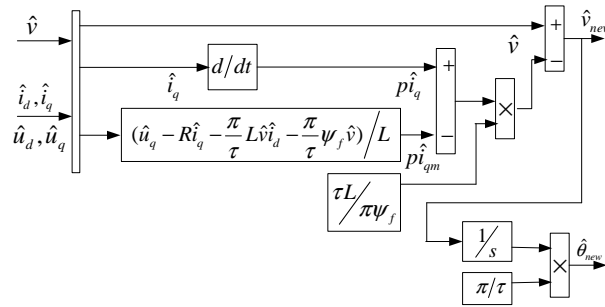 v̂
î_d, î_q
û_d, û_q
î_q
d/dt
pî_q
(û_q − Rî_q − π/τ Lv̂î_d − π/τ ψ_f v̂)/L
pî_qm
τL/πψ_f
+
−
×
v̂
+
−
v̂_new
1/s
π/τ
×
θ̂_new